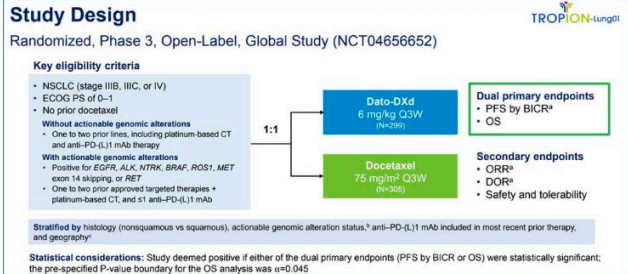 Study Design
TROPION-Lung01
Randomized, Phase 3, Open-Label, Global Study (NCT04656652)
Key eligibility criteria
• NSCLC (stage IIIB, IIIC, or IV)
• ECOG PS of 0–1
• No prior docetaxel
Without actionable genomic alterations
• One to two prior lines, including platinum-based CT
and anti–PD-(L)1 mAb therapy
With actionable genomic alterations
• Positive for EGFR, ALK, NTRK, BRAF, ROS1, MET
exon 14 skipping, or RET
• One to two prior approved targeted therapies +
platinum-based CT, and ≤1 anti–PD-(L)1 mAb
1:1
Dato-DXd
6 mg/kg Q3W
(N=299)
Docetaxel
75 mg/m² Q3W
(N=305)
Dual primary endpoints
• PFS by BICRᵃ
• OS
Secondary endpoints
• ORRᵃ
• DORᵃ
• Safety and tolerability
Stratified by histology (nonsquamous vs squamous), actionable genomic alteration status,ᵇ anti–PD-(L)1 mAb included in most recent prior therapy,
and geographyᶜ
Statistical considerations: Study deemed positive if either of the dual primary endpoints (PFS by BICR or OS) were statistically significant;
the pre-specified P-value boundary for the OS analysis was α=0.045